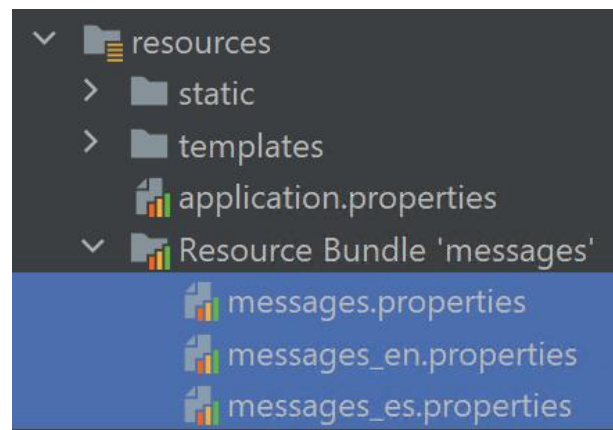 resources
static
templates
application.properties
Resource Bundle 'messages'
messages.properties
messages_en.properties
messages_es.properties